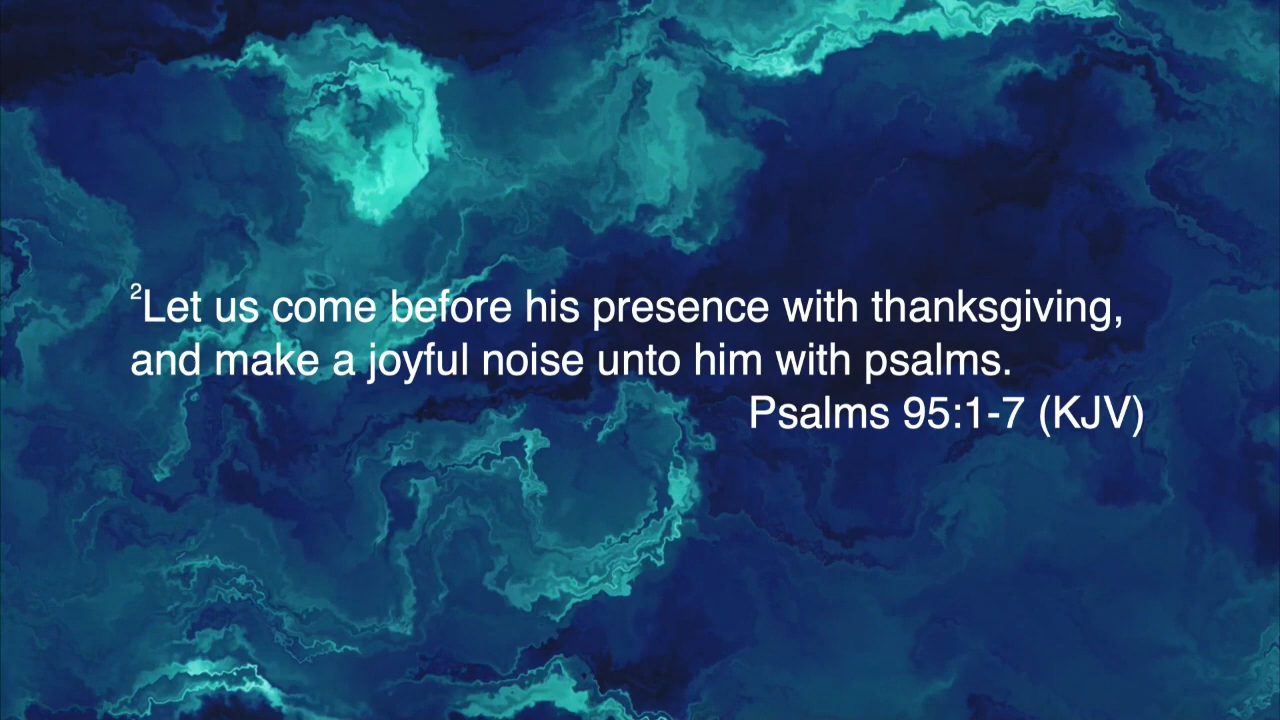 ²Let us come before his presence with thanksgiving,
and make a joyful noise unto him with psalms.
Psalms 95:1-7 (KJV)